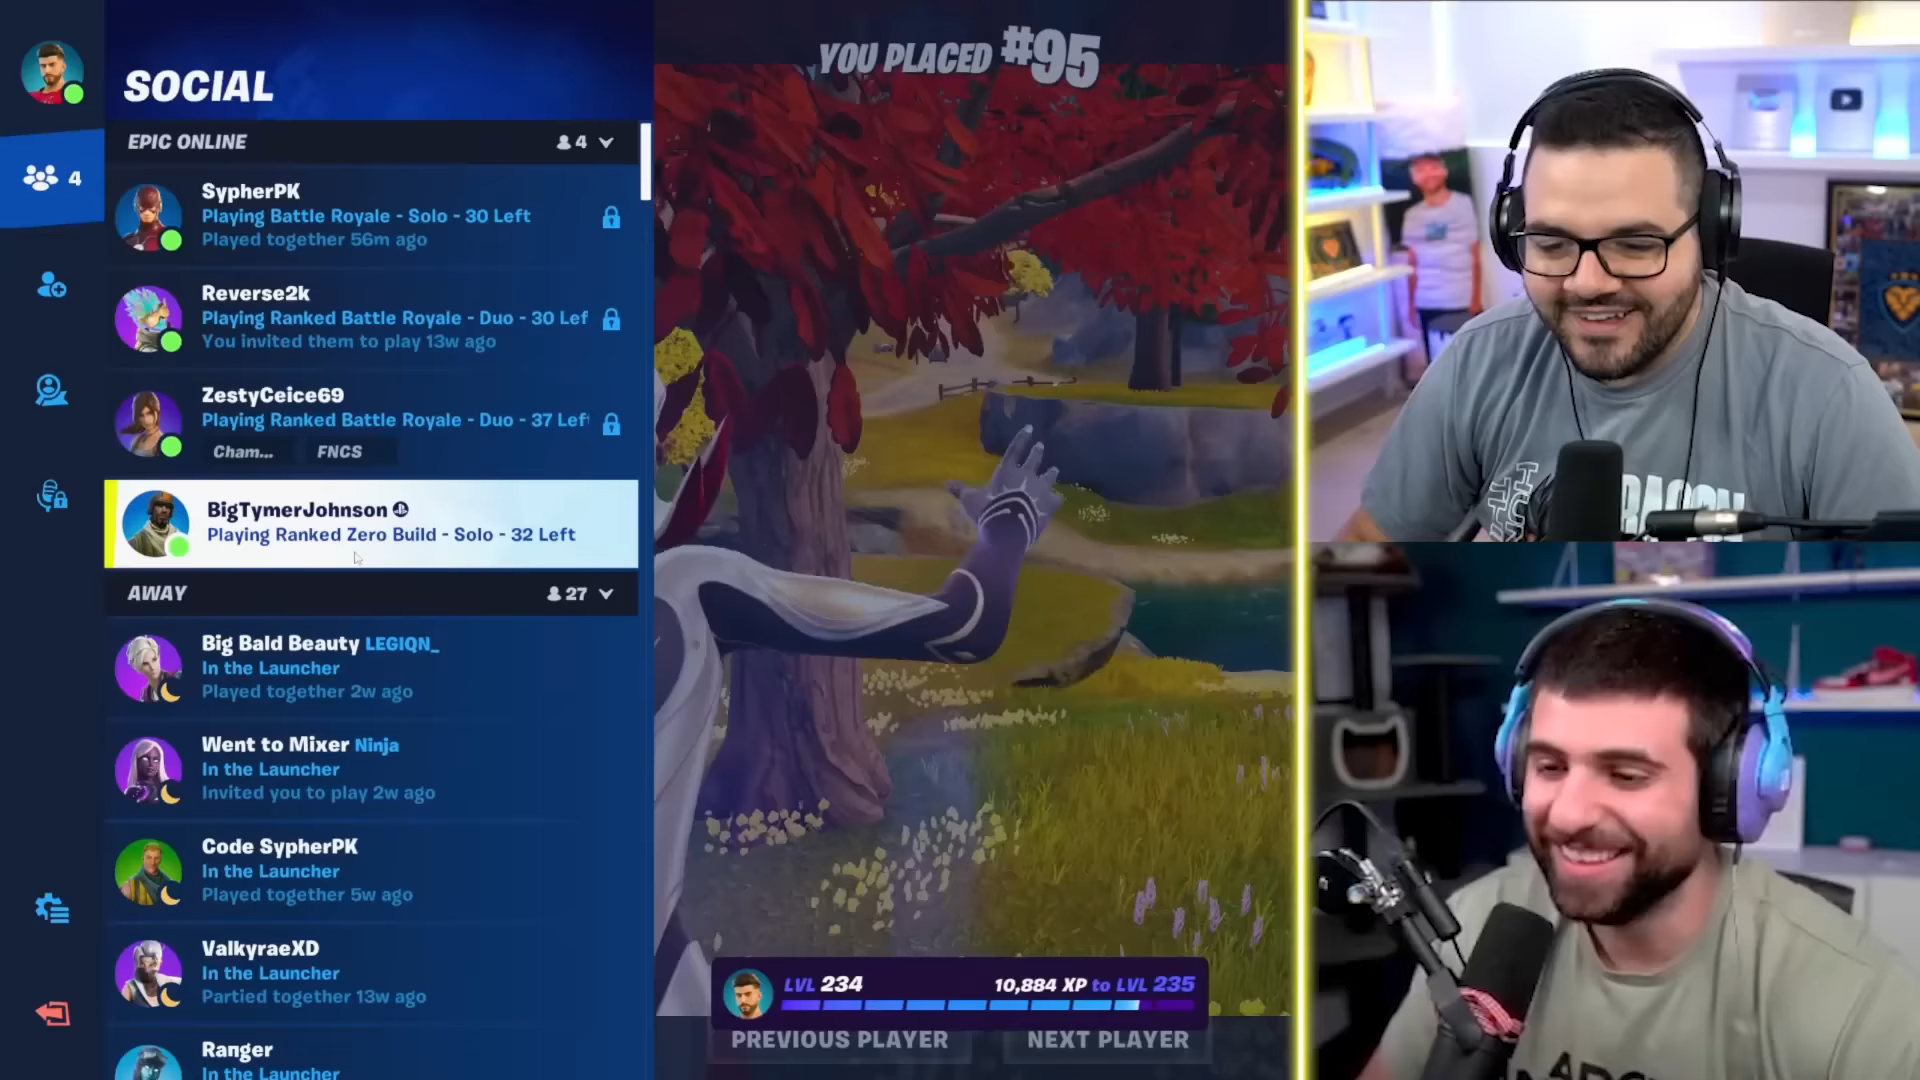 YOU PLACED #95
SOCIAL
EPIC ONLINE
4
4
SypherPK
Playing Battle Royale - Solo - 30 Left
Played together 56m ago
Reverse2k
Playing Ranked Battle Royale - Duo - 30 Lef
You invited them to play 13w ago
ZestyCeice69
Playing Ranked Battle Royale - Duo - 37 Left
Cham...
FNCS
BigTymerJohnson
Playing Ranked Zero Build - Solo - 32 Left
AWAY
27
Big Bald Beauty LEGIQN_
In the Launcher
Played together 2w ago
Went to Mixer Ninja
In the Launcher
Invited you to play 2w ago
Code SypherPK
In the Launcher
Played together 5w ago
ValkyraeXD
In the Launcher
Partied together 13w ago
Ranger
In the Launcher
LVL 234
10,884 XP to LVL 235
PREVIOUS PLAYER
NEXT PLAYER